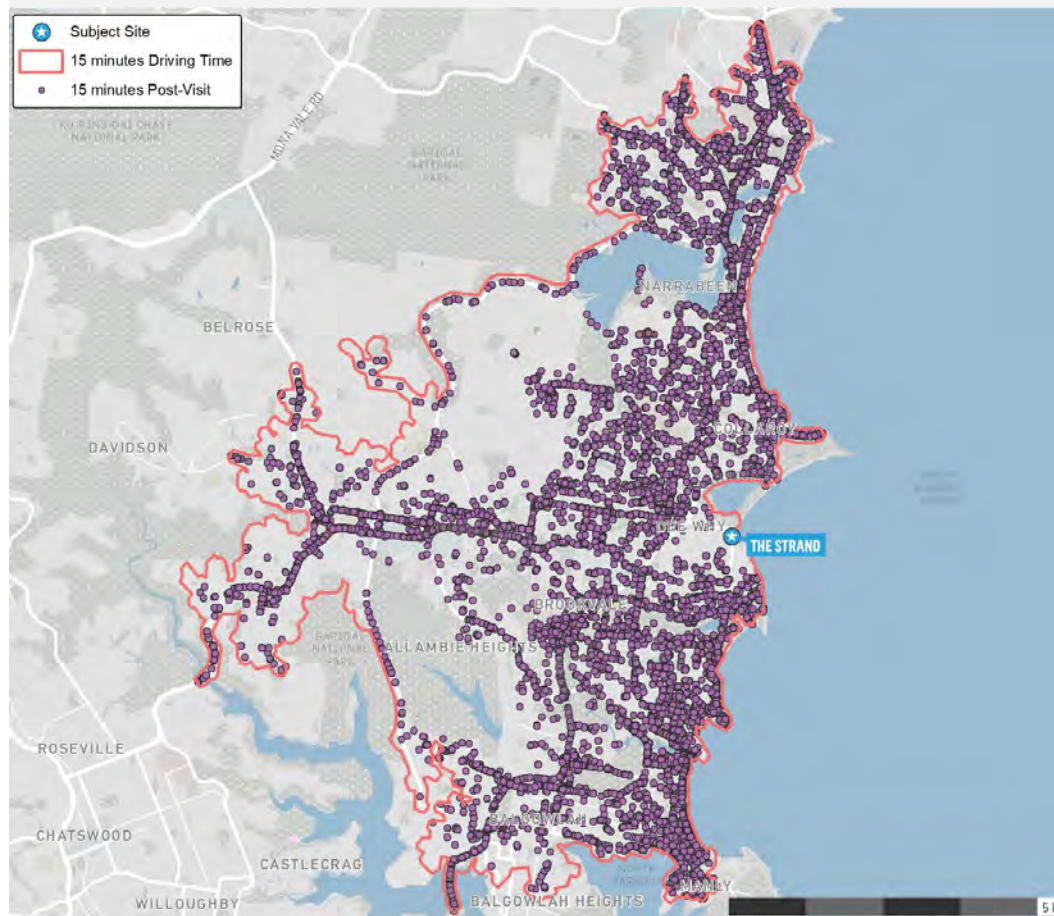 Subject Site
15 minutes Driving Time
15 minutes Post-Visit
MONA VALE RD
KU-RING-GAI CHASE
NATIONAL PARK
GARIGAL
NATIONAL
PARK
NARRABEEN
BELROSE
COLLAROY
DAVIDSON
DEE WHY
THE STRAND
BROOKVALE
GARIGAL
NATIONAL
PARK
ALLAMBIE HEIGHTS
ROSEVILLE
BALGOWLAH
CHATSWOOD
CASTLECRAG
MANLY
WILLOUGHBY
BALGOWLAH HEIGHTS
5